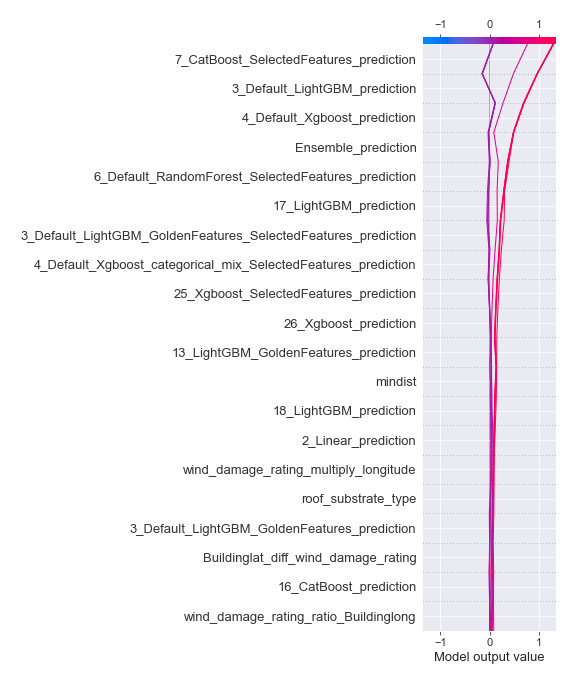 −1 0 1
7_CatBoost_SelectedFeatures_prediction
3_Default_LightGBM_prediction
4_Default_Xgboost_prediction
Ensemble_prediction
6_Default_RandomForest_SelectedFeatures_prediction
17_LightGBM_prediction
3_Default_LightGBM_GoldenFeatures_SelectedFeatures_prediction
4_Default_Xgboost_categorical_mix_SelectedFeatures_prediction
25_Xgboost_SelectedFeatures_prediction
26_Xgboost_prediction
13_LightGBM_GoldenFeatures_prediction
mindist
18_LightGBM_prediction
2_Linear_prediction
wind_damage_rating_multiply_longitude
roof_substrate_type
3_Default_LightGBM_GoldenFeatures_prediction
Buildinglat_diff_wind_damage_rating
16_CatBoost_prediction
wind_damage_rating_ratio_Buildinglong
−1 0 1
Model output value